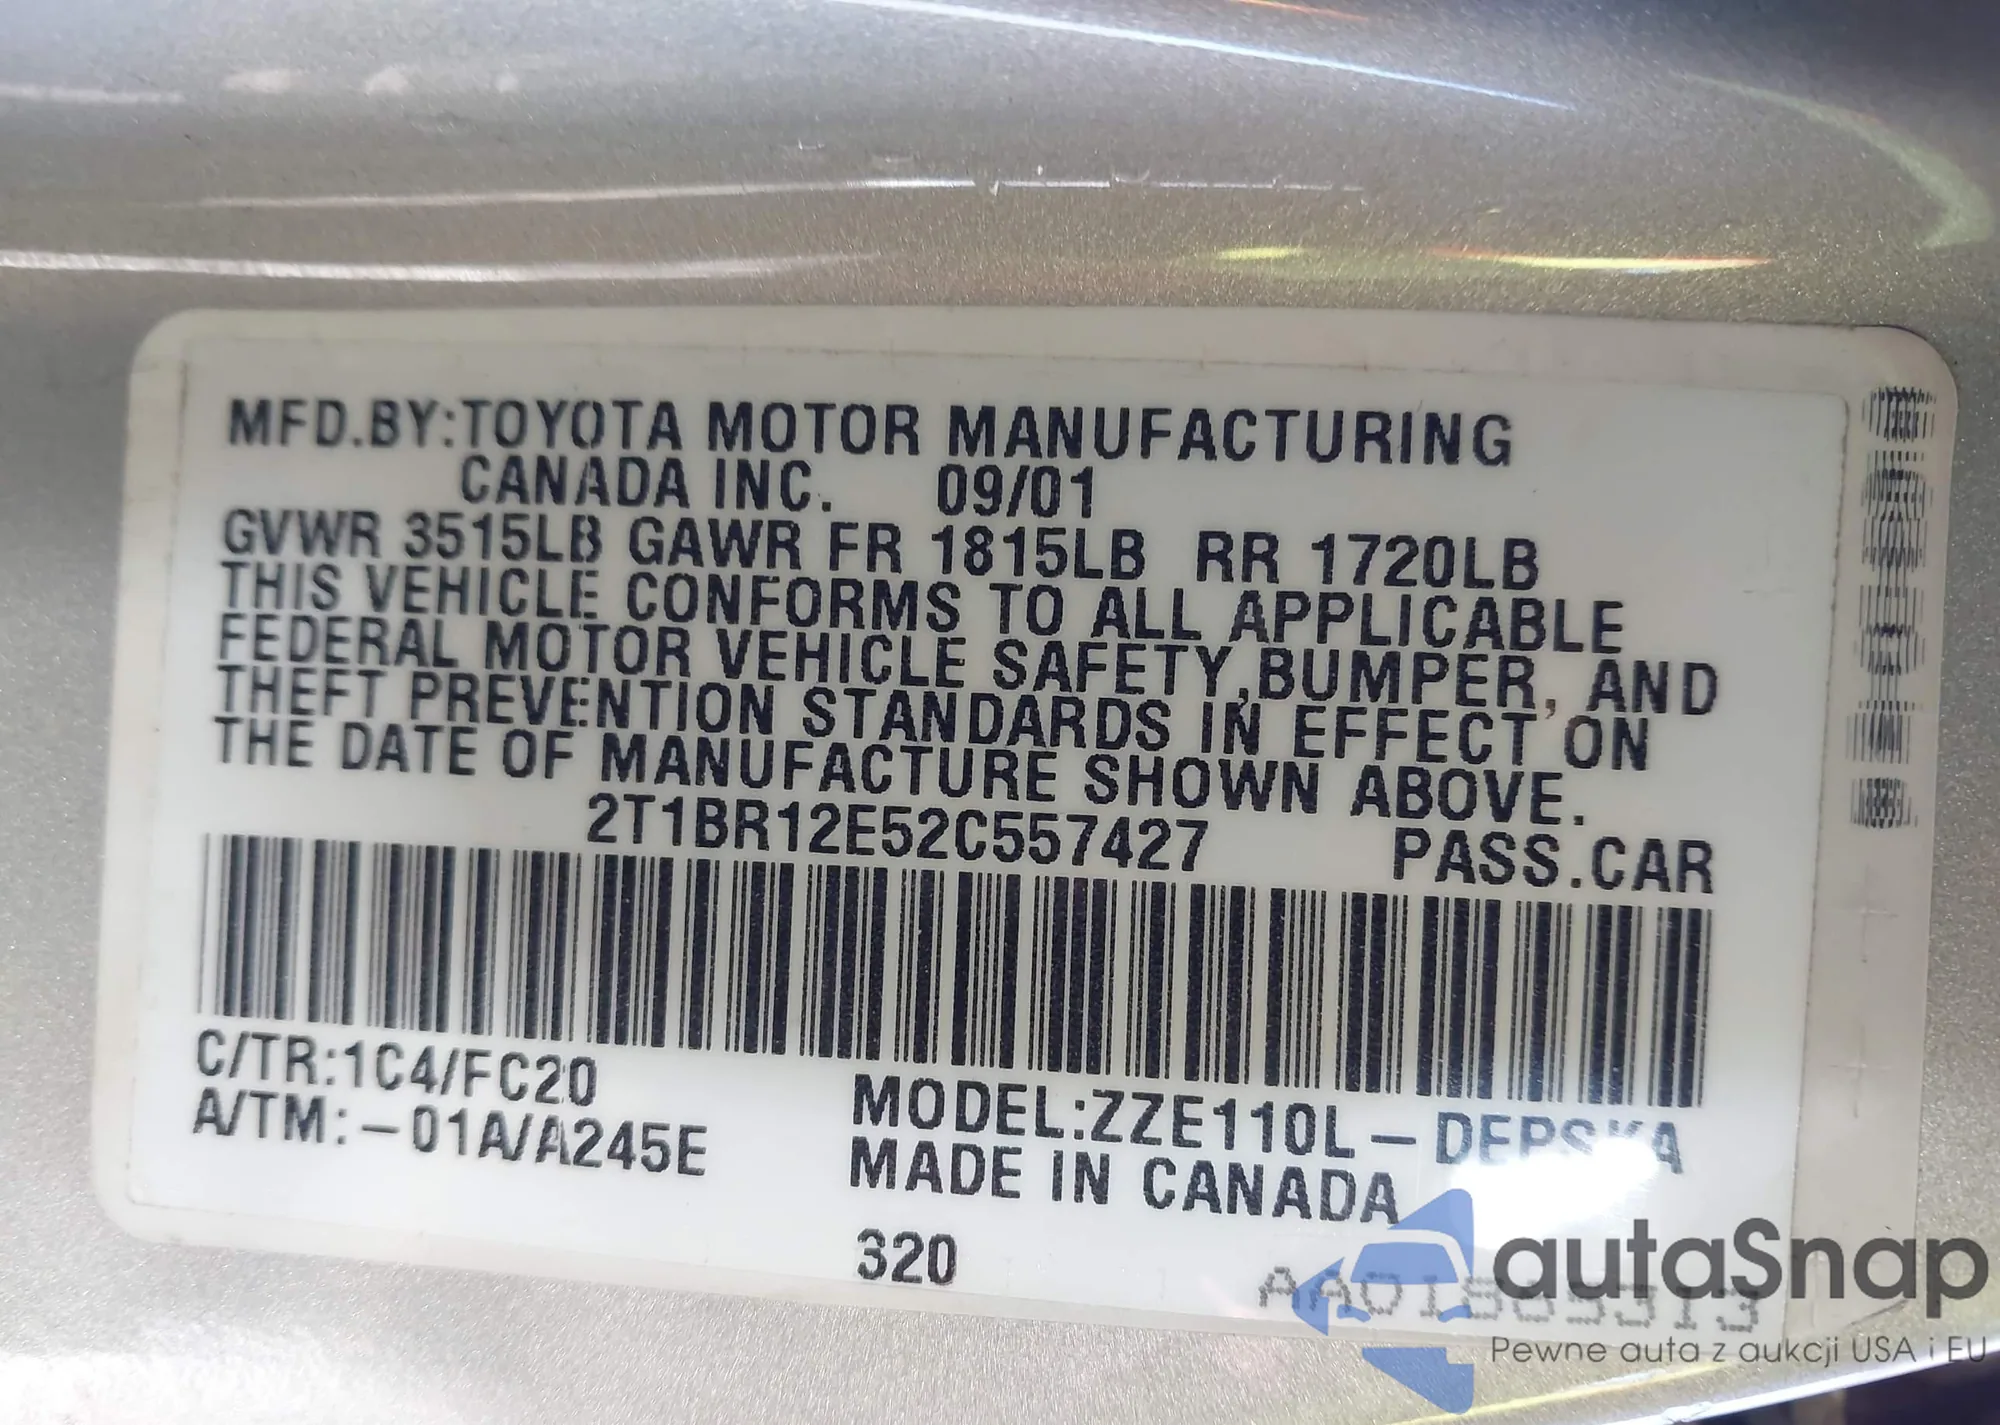 MFD.BY:TOYOTA MOTOR MANUFACTURING
CANADA INC. 09/01
GVWR 3515LB GAWR FR 1815LB RR 1720LB
THIS VEHICLE CONFORMS TO ALL APPLICABLE
FEDERAL MOTOR VEHICLE SAFETY,BUMPER, AND
THEFT PREVENTION STANDARDS IN EFFECT ON
THE DATE OF MANUFACTURE SHOWN ABOVE.
2T1BR12E52C557427 PASS.CAR
C/TR:1C4/FC20
A/TM:-01A/A245E
MODEL:ZZE110L-DEPSKA
MADE IN CANADA
320
autaSnap
Pewne auta z aukcji USA i EU